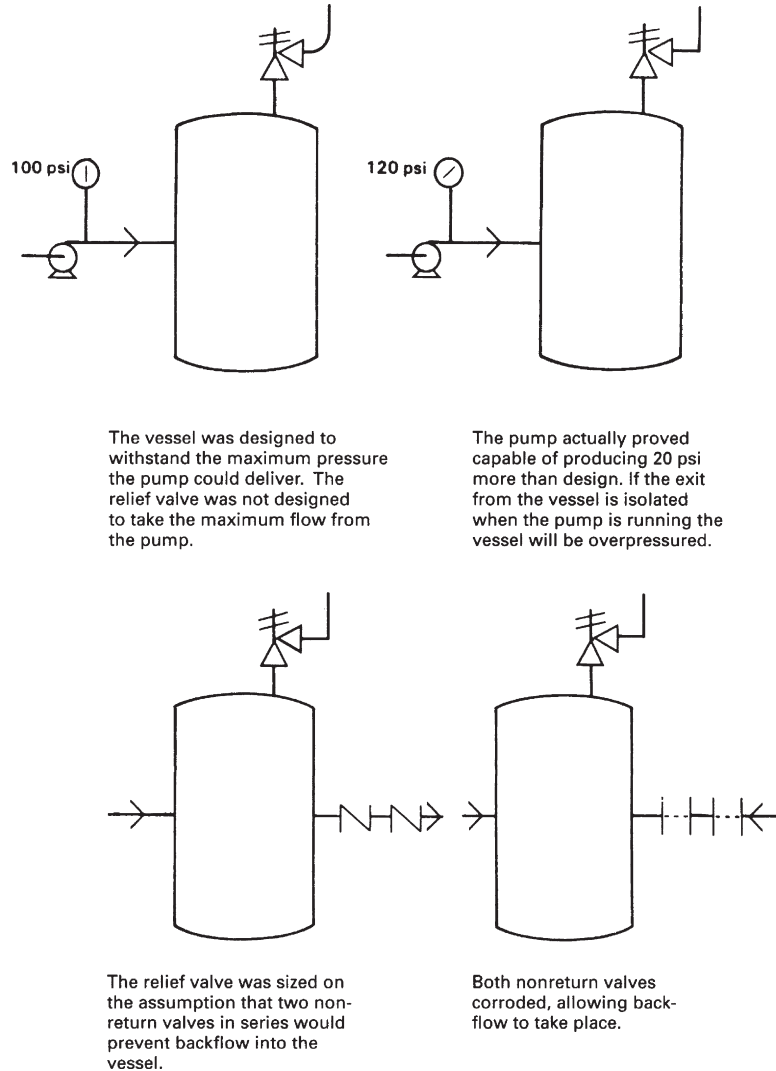 100 psi
120 psi
The vessel was designed to
withstand the maximum pressure
the pump could deliver. The
relief valve was not designed
to take the maximum flow from
the pump.
The pump actually proved
capable of producing 20 psi
more than design. If the exit
from the vessel is isolated
when the pump is running the
vessel will be overpressured.
The relief valve was sized on
the assumption that two non-
return valves in series would
prevent backflow into the
vessel.
Both nonreturn valves
corroded, allowing back-
flow to take place.